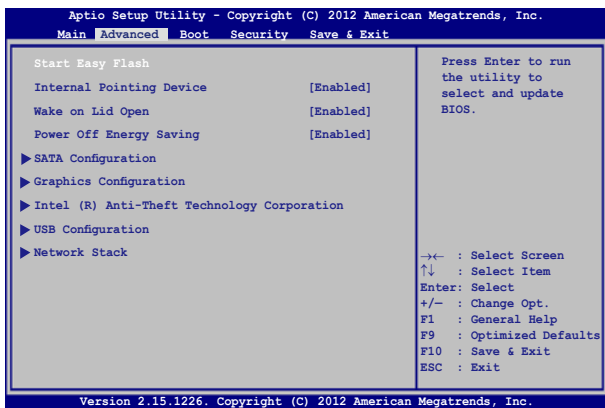 Aptio Setup Utility - Copyright (C) 2012 American Megatrends, Inc.
Main Advanced Boot Security Save & Exit
Start Easy Flash
Internal Pointing Device [Enabled]
Wake on Lid Open [Enabled]
Power Off Energy Saving [Enabled]
▶ SATA Configuration
▶ Graphics Configuration
▶ Intel (R) Anti-Theft Technology Corporation
▶ USB Configuration
▶ Network Stack
Press Enter to run
the utility to
select and update
BIOS.
→← : Select Screen
↑↓ : Select Item
Enter: Select
+/— : Change Opt.
F1 : General Help
F9 : Optimized Defaults
F10 : Save & Exit
ESC : Exit
Version 2.15.1226. Copyright (C) 2012 American Megatrends, Inc.